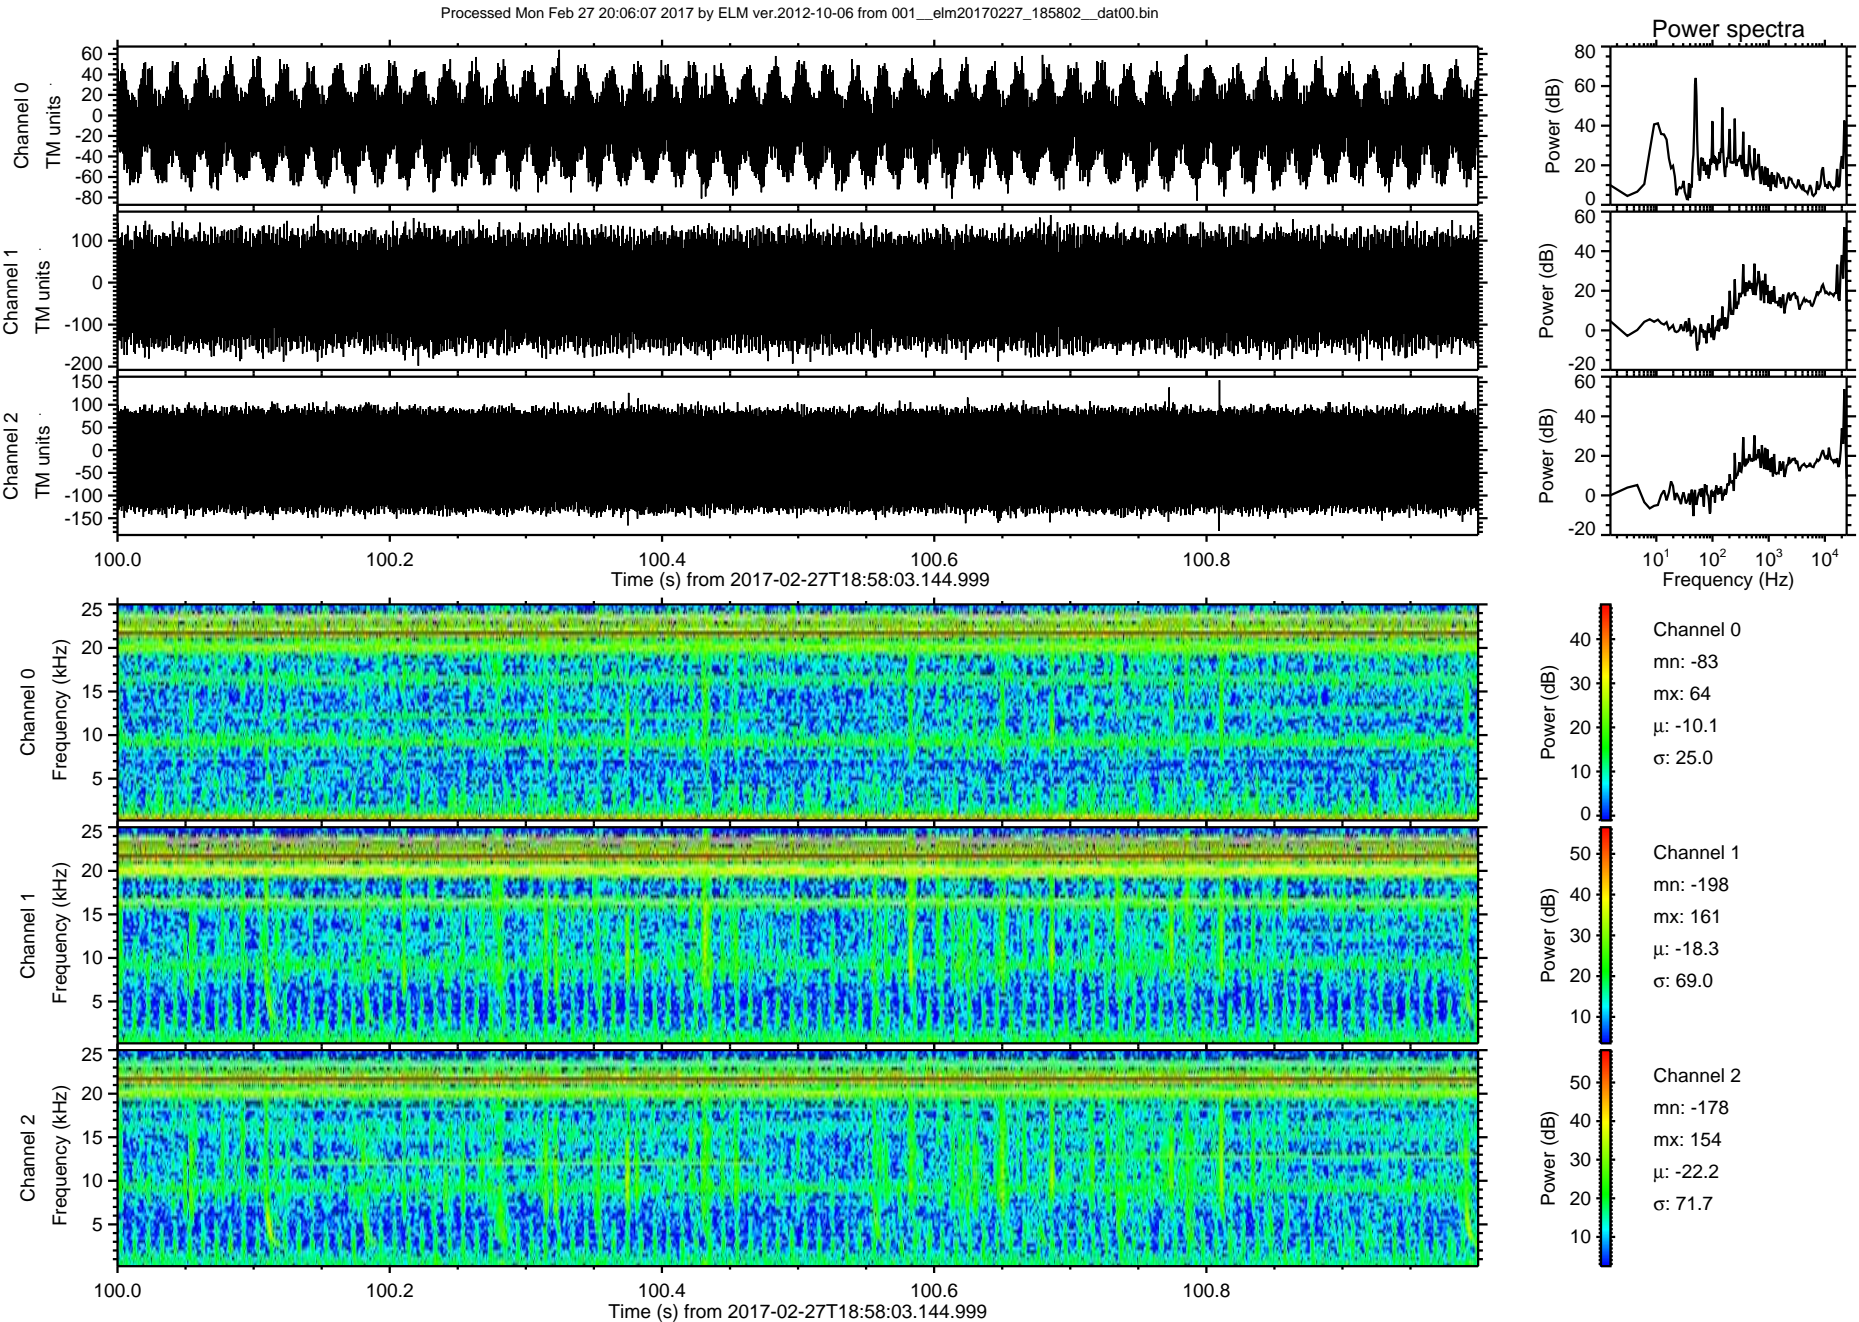 Processed Mon Feb 27 20:06:07 2017 by ELM ver.2012-10-06 from 001__elm20170227_185802__dat00.bin
Power spectra
Channel 0
TM units
60
40
20
0
-20
-40
-60
-80
Power (dB)
80
60
40
20
0
Channel 1
TM units
100
0
-100
-200
Power (dB)
60
40
20
0
-20
Channel 2
TM units
150
100
50
0
-50
-100
-150
Power (dB)
60
40
20
0
-20
100.0 100.2 100.4 100.6 100.8
Time (s) from 2017-02-27T18:58:03.144.999
10^1 10^2 10^3 10^4
Frequency (Hz)
Channel 0
Frequency (kHz)
25
20
15
10
5
Power (dB)
40
30
20
10
0
Channel 0
mn: -83
mx: 64
µ: -10.1
σ: 25.0
Channel 1
Frequency (kHz)
25
20
15
10
5
Power (dB)
50
40
30
20
10
Channel 1
mn: -198
mx: 161
µ: -18.3
σ: 69.0
Channel 2
Frequency (kHz)
25
20
15
10
5
Power (dB)
50
40
30
20
10
Channel 2
mn: -178
mx: 154
µ: -22.2
σ: 71.7
100.0 100.2 100.4 100.6 100.8
Time (s) from 2017-02-27T18:58:03.144.999